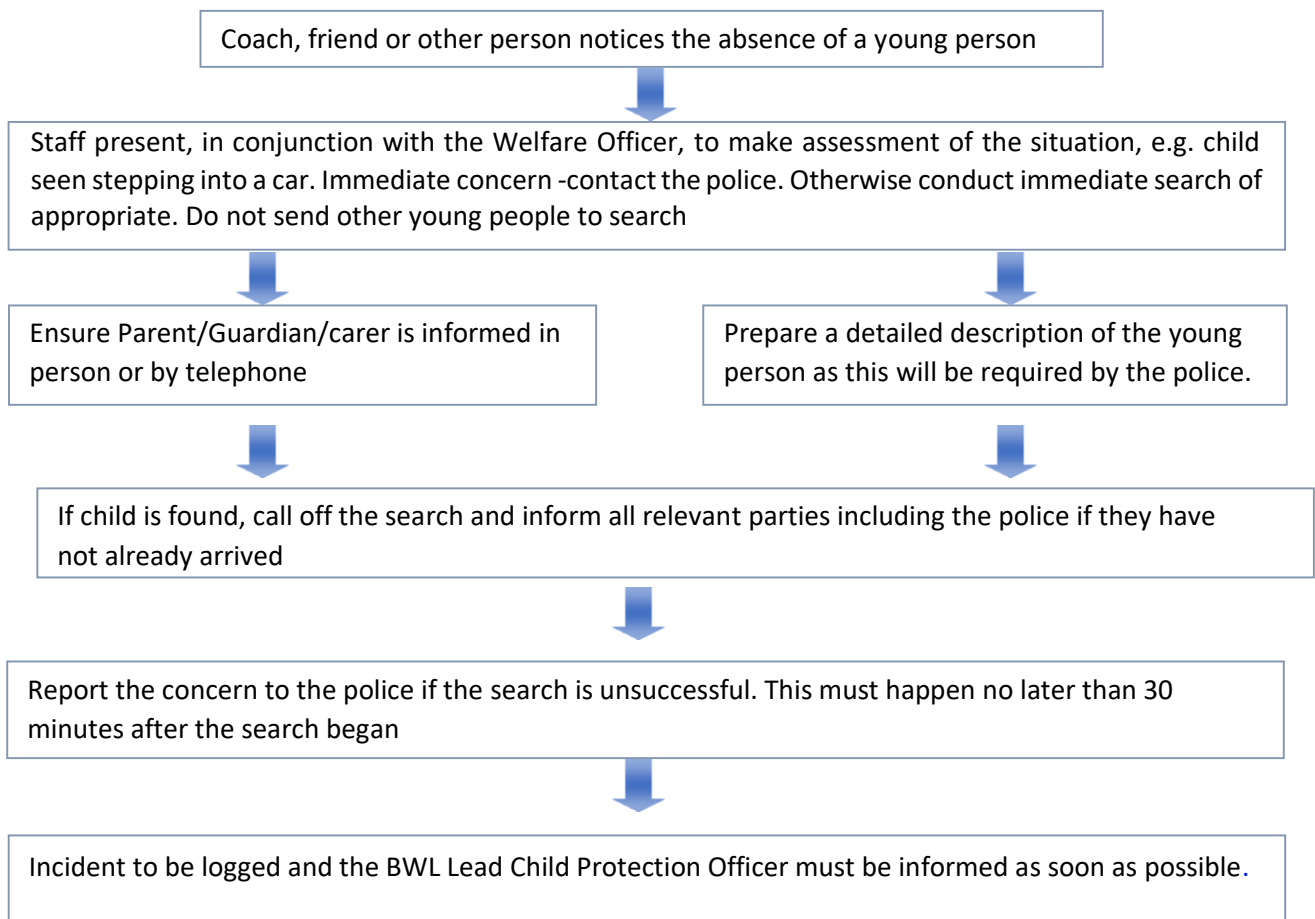 Coach, friend or other person notices the absence of a young person
Staff present, in conjunction with the Welfare Officer, to make assessment of the situation, e.g. child
seen stepping into a car. Immediate concern -contact the police. Otherwise conduct immediate search of
appropriate. Do not send other young people to search
Ensure Parent/Guardian/carer is informed in
person or by telephone
Prepare a detailed description of the young
person as this will be required by the police.
If child is found, call off the search and inform all relevant parties including the police if they have
not already arrived
Report the concern to the police if the search is unsuccessful. This must happen no later than 30
minutes after the search began
Incident to be logged and the BWL Lead Child Protection Officer must be informed as soon as possible.